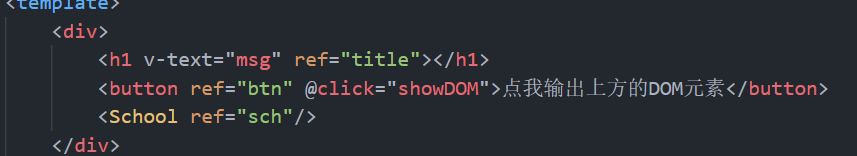 <template>
<div>
<h1 v-text="msg" ref="title"></h1>
<button ref="btn" @click="showDOM">点我输出上方的DOM元素</button>
<School ref="sch"/>
</div>